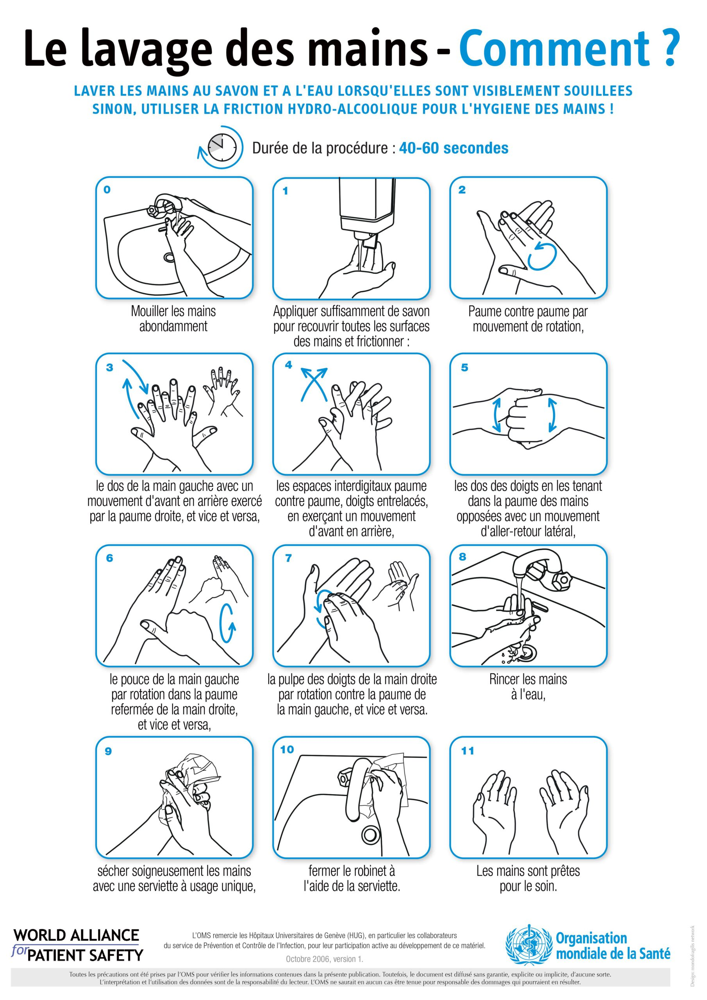 Le lavage des mains - Comment ?
LAVER LES MAINS AU SAVON ET A L'EAU LORSQU'ELLES SONT VISIBLEMENT SOUILLEES
SINON, UTILISER LA FRICTION HYDRO-ALCOOLIQUE POUR L'HYGIENE DES MAINS !
Durée de la procédure : 40-60 secondes
0
Mouiller les mains
abondamment
1
Appliquer suffisamment de savon
pour recouvrir toutes les surfaces
des mains et frictionner :
2
Paume contre paume par
mouvement de rotation,
3
le dos de la main gauche avec un
mouvement d'avant en arrière exercé
par la paume droite, et vice et versa,
4
les espaces interdigitaux paume
contre paume, doigts entrelacés,
en exerçant un mouvement
d'avant en arrière,
5
les dos des doigts en les tenant
dans la paume des mains
opposées avec un mouvement
d'aller-retour latéral,
6
le pouce de la main gauche
par rotation dans la paume
refermée de la main droite,
et vice et versa,
7
la pulpe des doigts de la main droite
par rotation contre la paume de
la main gauche, et vice et versa.
8
Rincer les mains
à l'eau,
9
sécher soigneusement les mains
avec une serviette à usage unique,
10
fermer le robinet à
l'aide de la serviette.
11
Les mains sont prêtes
pour le soin.
WORLD ALLIANCE
for PATIENT SAFETY
L'OMS remercie les Hôpitaux Universitaires de Genève (HUG), en particulier les collaborateurs
du service de Prévention et Contrôle de l'Infection, pour leur participation active au développement de ce matériel.
Octobre 2006, version 1.
Organisation
mondiale de la Santé
Design: mondofragilis network
Toutes les précautions ont été prises par l'OMS pour vérifier les informations contenues dans la présente publication. Toutefois, le document est diffusé sans garantie, explicite ou implicite, d'aucune sorte.
L'interprétation et l'utilisation des données sont de la responsabilité du lecteur. L'OMS ne saurait en aucun cas être tenue pour responsable des dommages qui pourraient en résulter.